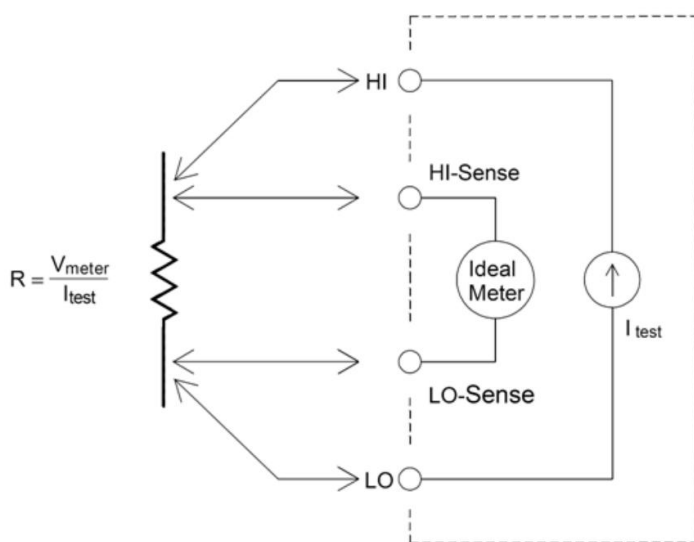 HI
HI-Sense
R = V_meter / I_test
Ideal
Meter
I_test
LO-Sense
LO